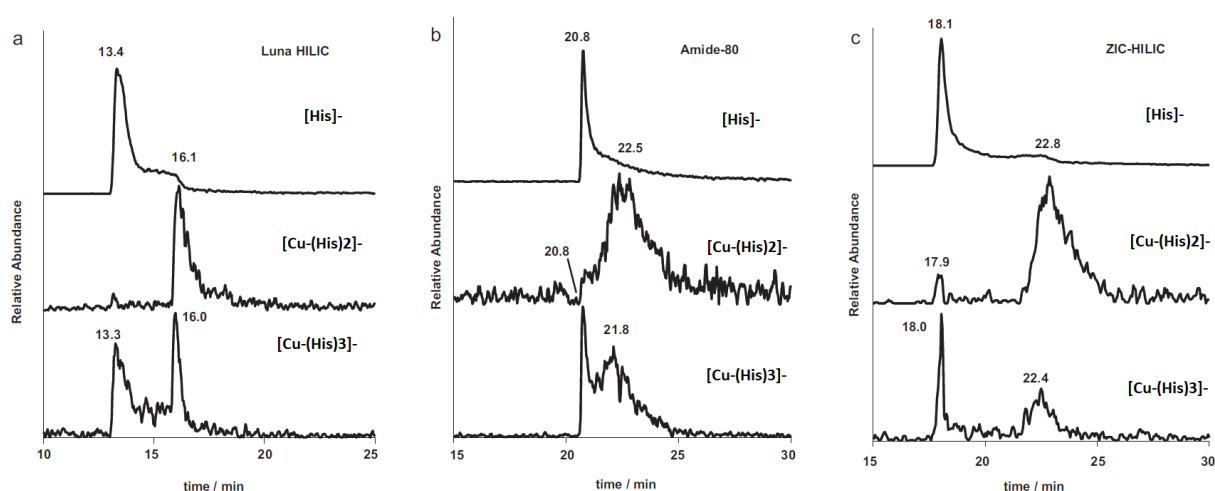 a
Luna HILIC
13.4
[His]-
16.1
[Cu-(His)2]-
16.0
[Cu-(His)3]-
13.3
Relative Abundance
10
15
20
25
time / min
b
Amide-80
20.8
[His]-
22.5
[Cu-(His)2]-
20.8
21.8
[Cu-(His)3]-
Relative Abundance
15
20
25
30
time / min
c
ZIC-HILIC
18.1
[His]-
22.8
[Cu-(His)2]-
17.9
18.0
22.4
[Cu-(His)3]-
Relative Abundance
15
20
25
30
time / min